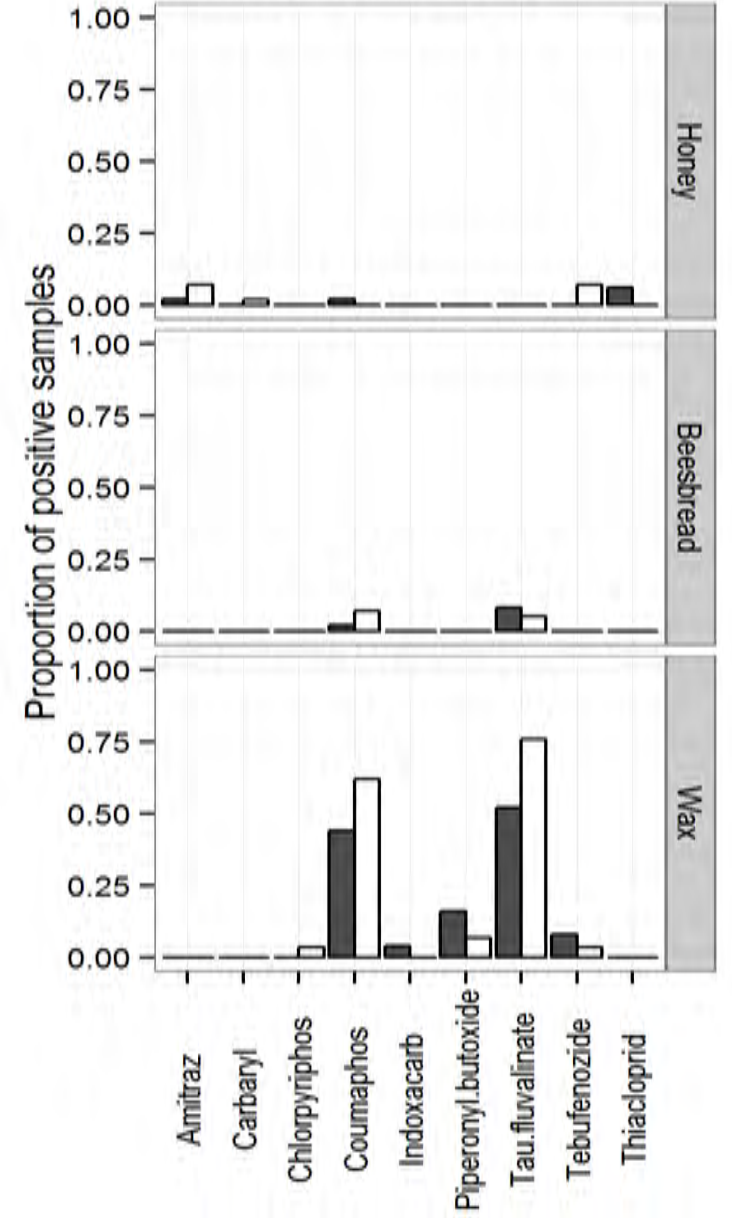 Proportion of positive samples
1.00
0.75
0.50
0.25
0.00
Honey
1.00
0.75
0.50
0.25
0.00
Beesbread
1.00
0.75
0.50
0.25
0.00
Wax
Amitraz
Carbaryl
Chlorpyriphos
Coumaphos
Indoxacarb
Piperonyl.butoxide
Tau.fluvalinate
Tebufenozide
Thiacloprid